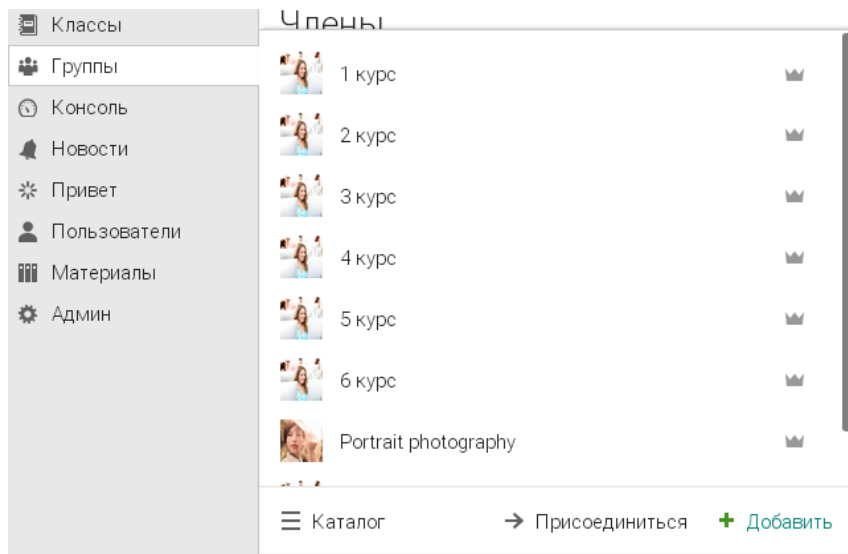 Классы
Члены
Группы
Консоль
Новости
Привет
Пользователи
Материалы
Админ
1 курс
2 курс
3 курс
4 курс
5 курс
6 курс
Portrait photography
Каталог
Присоединиться
Добавить